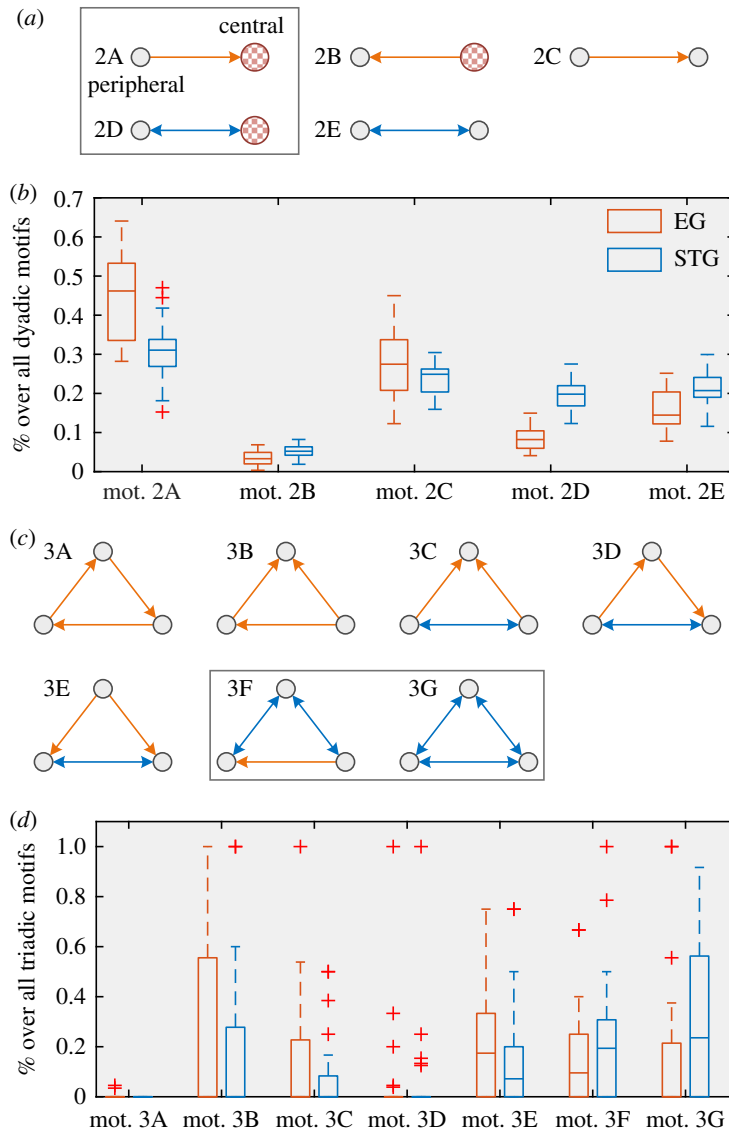 (a)
central
2A
2B
2C
peripheral
2D
2E
(b)
0.7
0.6
0.5
0.4
0.3
0.2
0.1
0
% over all dyadic motifs
EG
STG
mot. 2A
mot. 2B
mot. 2C
mot. 2D
mot. 2E
(c)
3A
3B
3C
3D
3E
3F
3G
(d)
1.0
0.8
0.6
0.4
0.2
0
% over all triadic motifs
mot. 3A
mot. 3B
mot. 3C
mot. 3D
mot. 3E
mot. 3F
mot. 3G